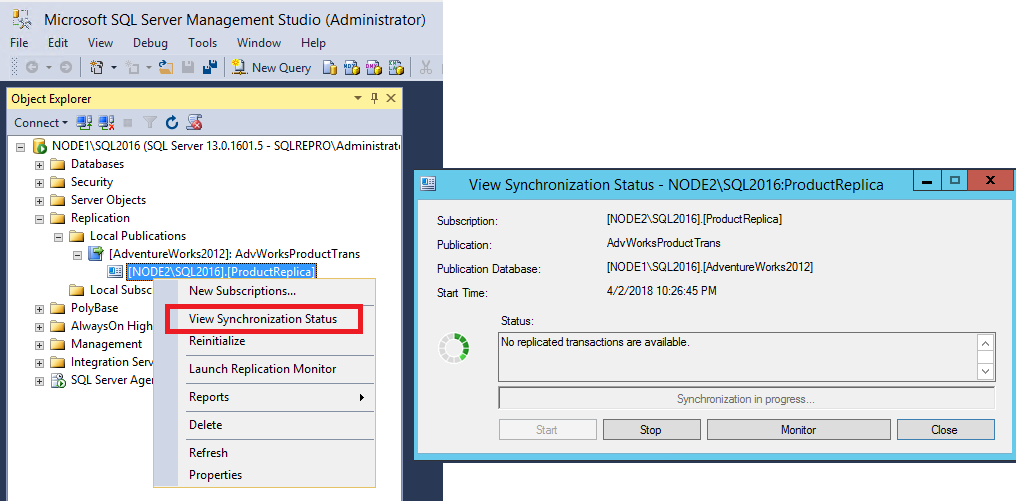 Microsoft SQL Server Management Studio (Administrator)
File Edit View Debug Tools Window Help
New Query
Object Explorer
Connect
NODE1\SQL2016 (SQL Server 13.0.1601.5 - SQLREPRO\Administrato
Databases
Security
Server Objects
Replication
Local Publications
[AdventureWorks2012]: AdvWorksProductTrans
[NODE2\SQL2016].[ProductReplica]
Local Subsc
PolyBase
AlwaysOn High
Management
Integration Serv
SQL Server Agen
New Subscriptions...
View Synchronization Status
Reinitialize
Launch Replication Monitor
Reports
Delete
Refresh
Properties
View Synchronization Status - NODE2\SQL2016:ProductReplica
Subscription: [NODE2\SQL2016].[ProductReplica]
Publication: AdvWorksProductTrans
Publication Database: [NODE1\SQL2016].[AdventureWorks2012]
Start Time: 4/2/2018 10:26:45 PM
Status:
No replicated transactions are available.
Synchronization in progress...
Start Stop Monitor Close